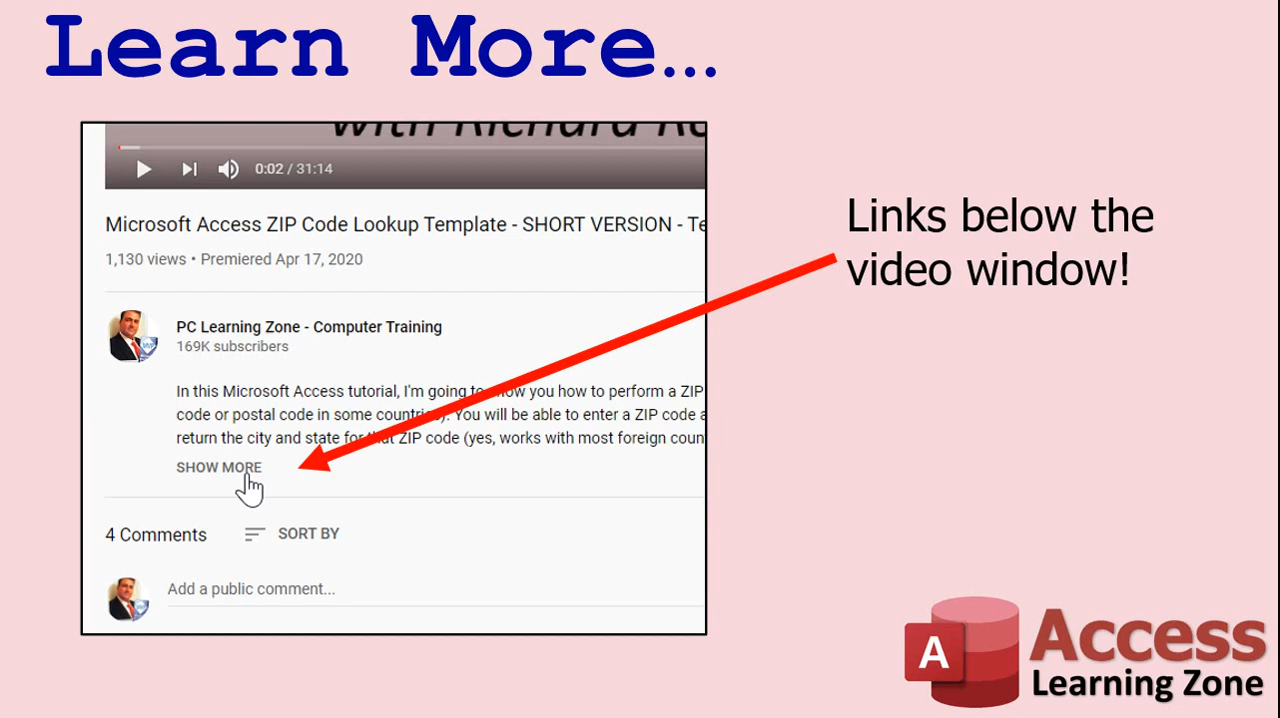 Learn More...
with Richard
0:02 / 31:14
Microsoft Access ZIP Code Lookup Template - SHORT VERSION -
1,130 views • Premiered Apr 17, 2020
PC Learning Zone - Computer Training
169K subscribers
In this Microsoft Access tutorial, I'm going to show you how to perform a ZIP
code or postal code in some countries). You will be able to enter a ZIP code
return the city and state for that ZIP code (yes, works with most foreign
SHOW MORE
4 Comments
SORT BY
Add a public comment...
Links below the
video window!
A
Access
Learning Zone